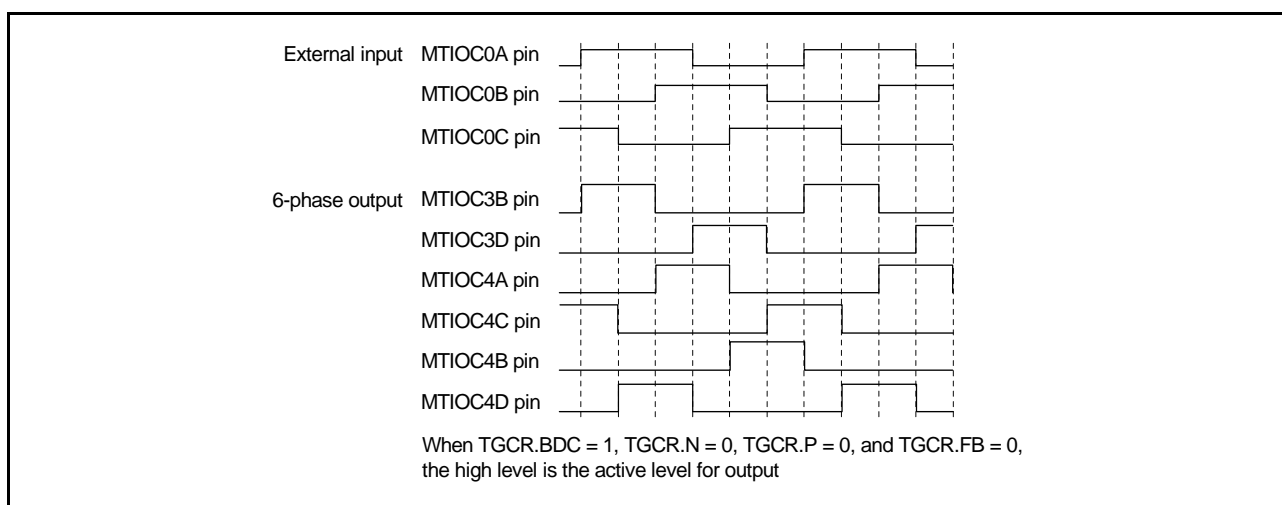 External input MTIOC0A pin
MTIOC0B pin
MTIOC0C pin
6-phase output MTIOC3B pin
MTIOC3D pin
MTIOC4A pin
MTIOC4C pin
MTIOC4B pin
MTIOC4D pin
When TGCR.BDC = 1, TGCR.N = 0, TGCR.P = 0, and TGCR.FB = 0,
the high level is the active level for output